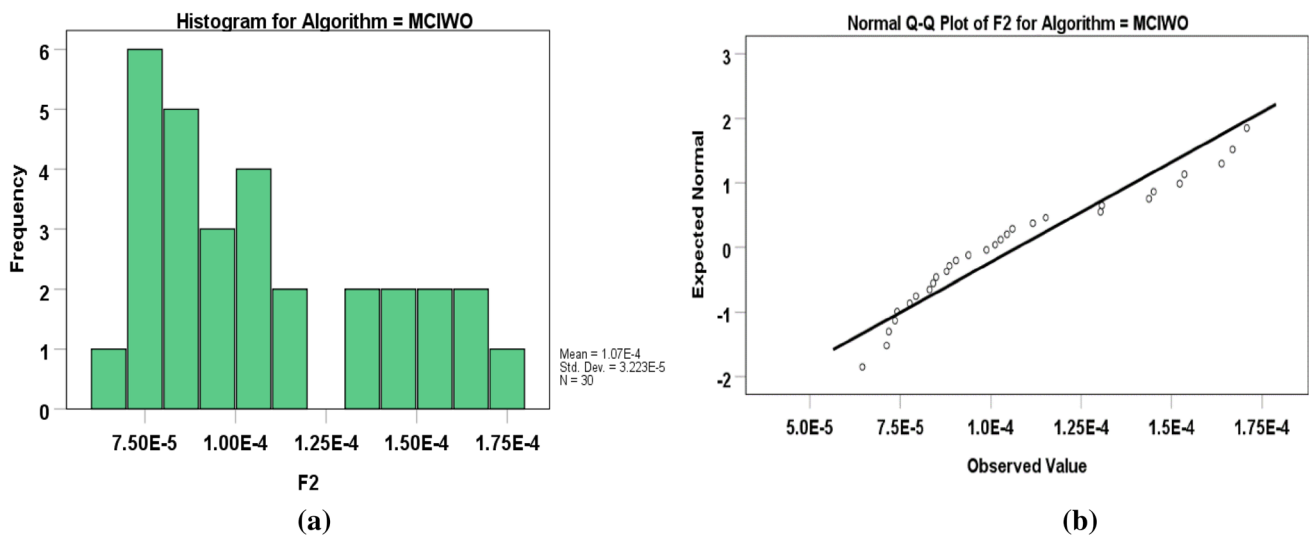 Histogram for Algorithm = MCIWO
6
5
4
3
2
1
0
Frequency
7.50E-5 1.00E-4 1.25E-4 1.50E-4 1.75E-4
F2
Mean = 1.07E-4
Std. Dev. = 3.223E-5
N = 30
(a)
Normal Q-Q Plot of F2 for Algorithm = MCIWO
3
2
1
0
-1
-2
Expected Normal
5.0E-5 7.5E-5 1.0E-4 1.25E-4 1.5E-4 1.75E-4
Observed Value
(b)